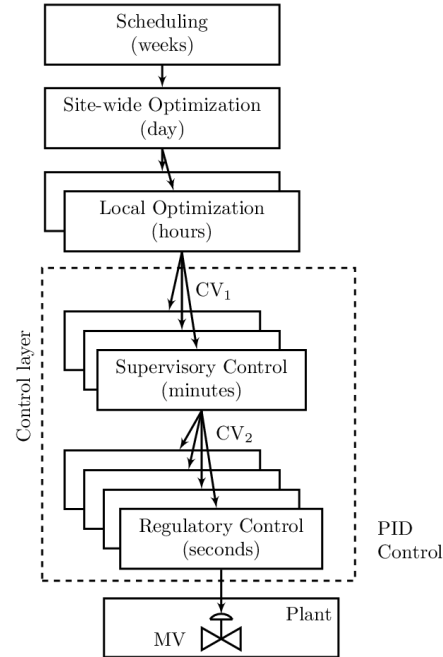 Scheduling
(weeks)
Site-wide Optimization
(day)
Local Optimization
(hours)
CV1
Control layer
Supervisory Control
(minutes)
CV2
Regulatory Control
(seconds)
PID
Control
Plant
MV